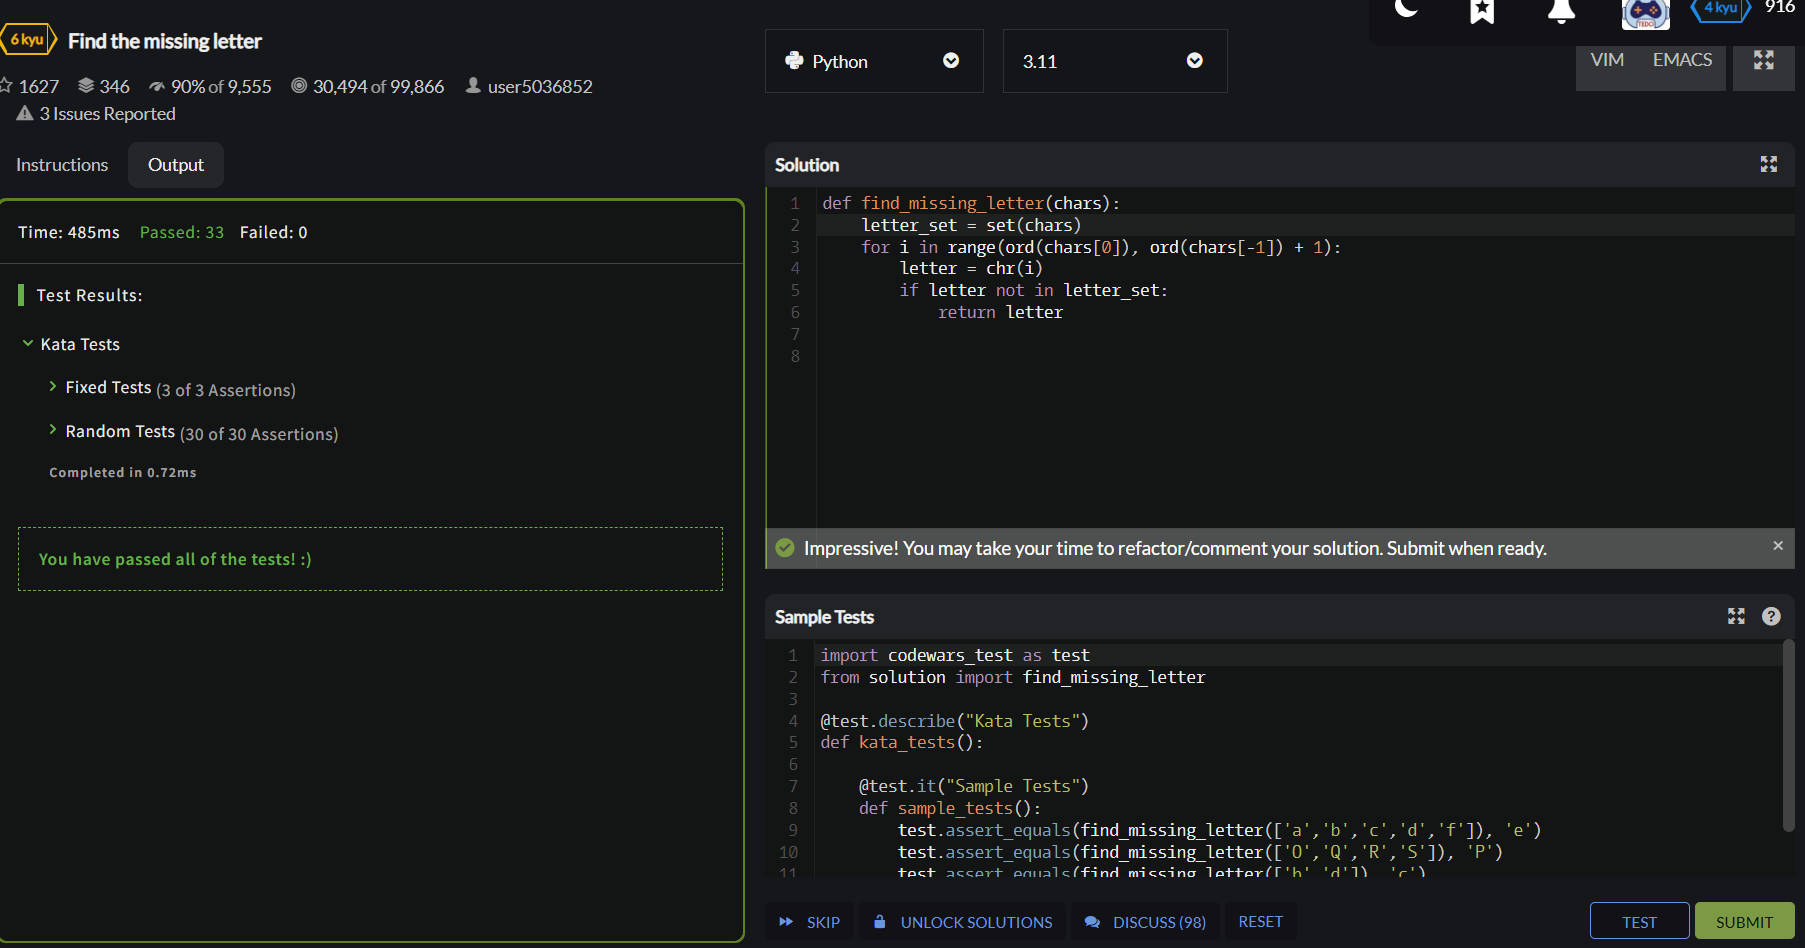 6 kyu
Find the missing letter
1627 346 90% of 9,555 30,494 of 99,866 user5036852
3 Issues Reported
Instructions Output
Time: 485ms Passed: 33 Failed: 0
Test Results:
Kata Tests
Fixed Tests (3 of 3 Assertions)
Random Tests (30 of 30 Assertions)
Completed in 0.72ms
You have passed all of the tests! :)
TEDO
4 kyu 916
Python 3.11 VIM EMACS
Solution
1 def find_missing_letter(chars):
2     letter_set = set(chars)
3     for i in range(ord(chars[0]), ord(chars[-1]) + 1):
4         letter = chr(i)
5         if letter not in letter_set:
6             return letter
7
8
Impressive! You may take your time to refactor/comment your solution. Submit when ready. ×
Sample Tests ?
1 import codewars_test as test
2 from solution import find_missing_letter
3
4 @test.describe("Kata Tests")
5 def kata_tests():
6
7     @test.it("Sample Tests")
8     def sample_tests():
9         test.assert_equals(find_missing_letter(['a','b','c','d','f']), 'e')
10         test.assert_equals(find_missing_letter(['O','Q','R','S']), 'P')
11         test.assert_equals(find_missing_letter(['b','d']), 'c')
SKIP UNLOCK SOLUTIONS DISCUSS (98) RESET TEST SUBMIT